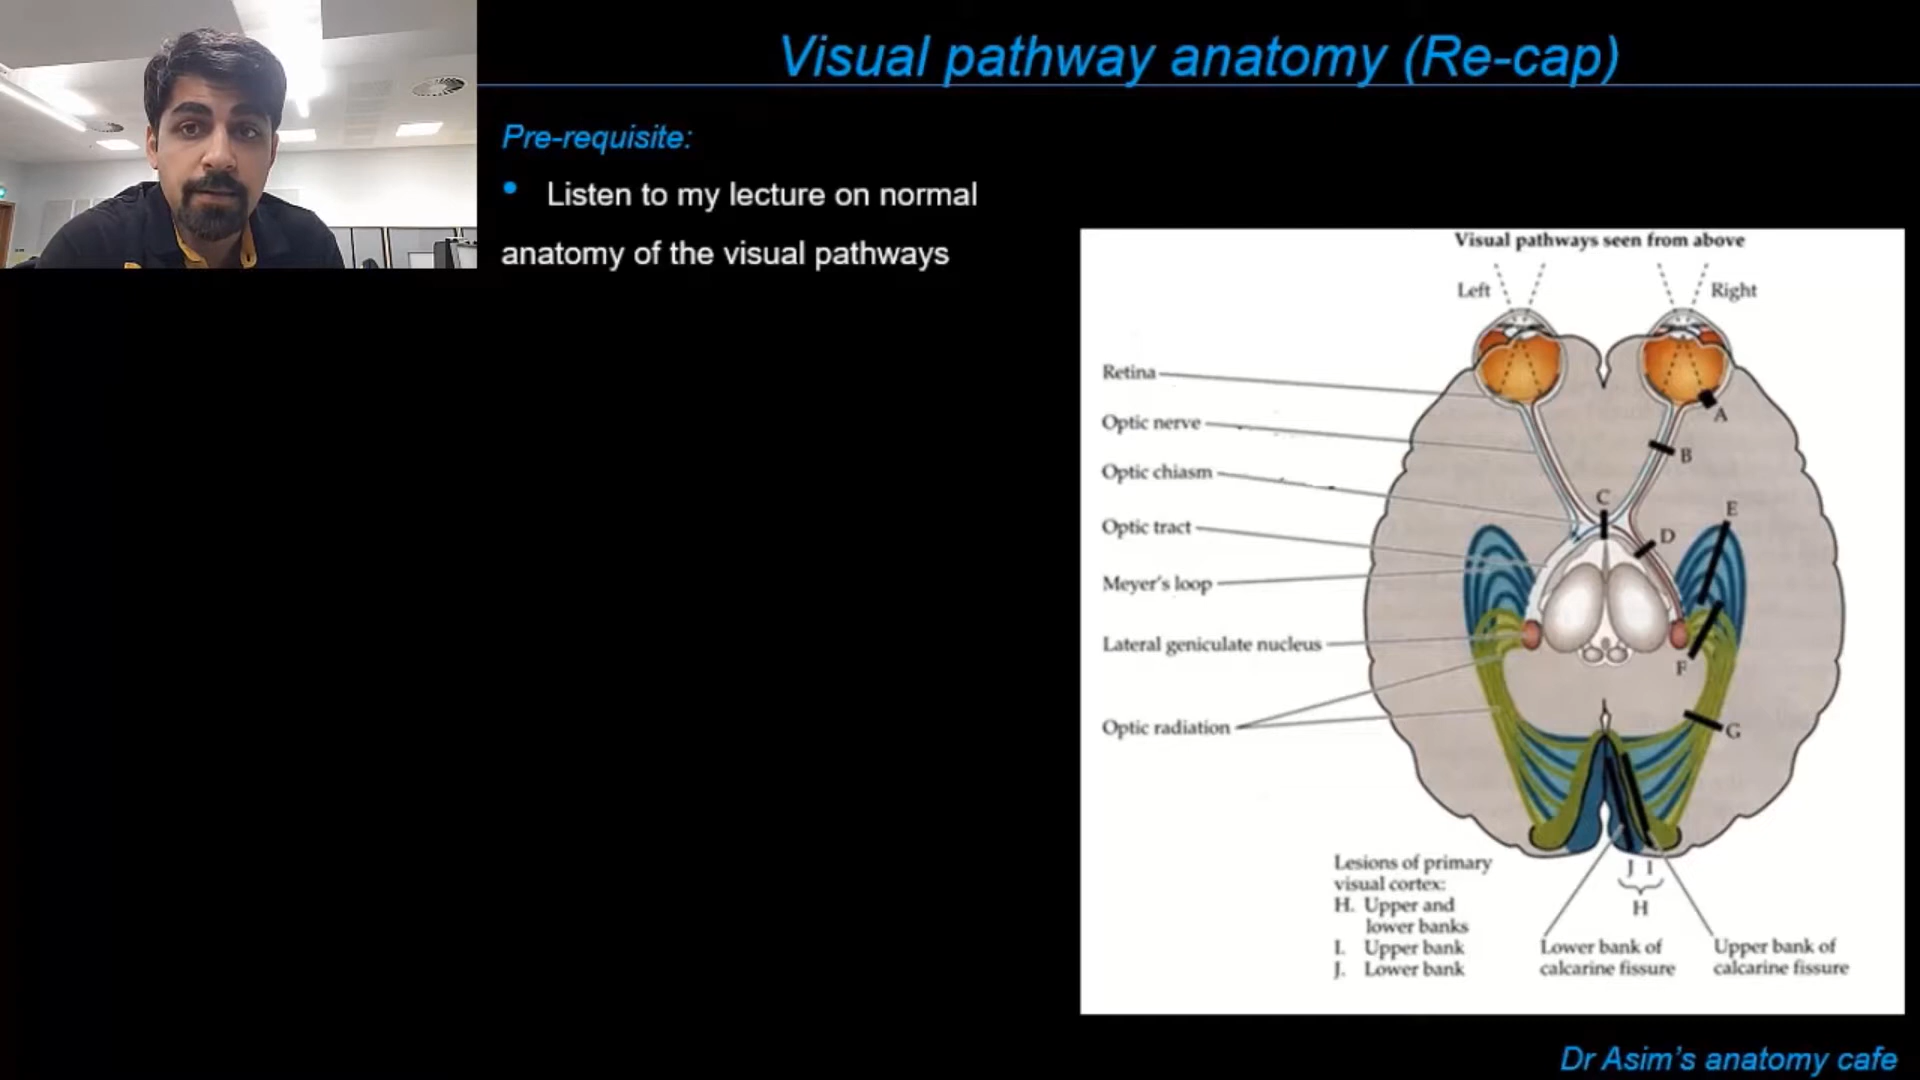 Visual pathway anatomy (Re-cap)
Pre-requisite:
• Listen to my lecture on normal
anatomy of the visual pathways
Visual pathways seen from above
Left
Right
Retina
A
Optic nerve
B
Optic chiasm
C
E
Optic tract
D
Meyer's loop
Lateral geniculate nucleus
F
Optic radiation
G
Lesions of primary
visual cortex:
H. Upper and
lower banks
I. Upper bank
J. Lower bank
J I
H
Lower bank of
calcarine fissure
Upper bank of
calcarine fissure
Dr Asim's anatomy cafe